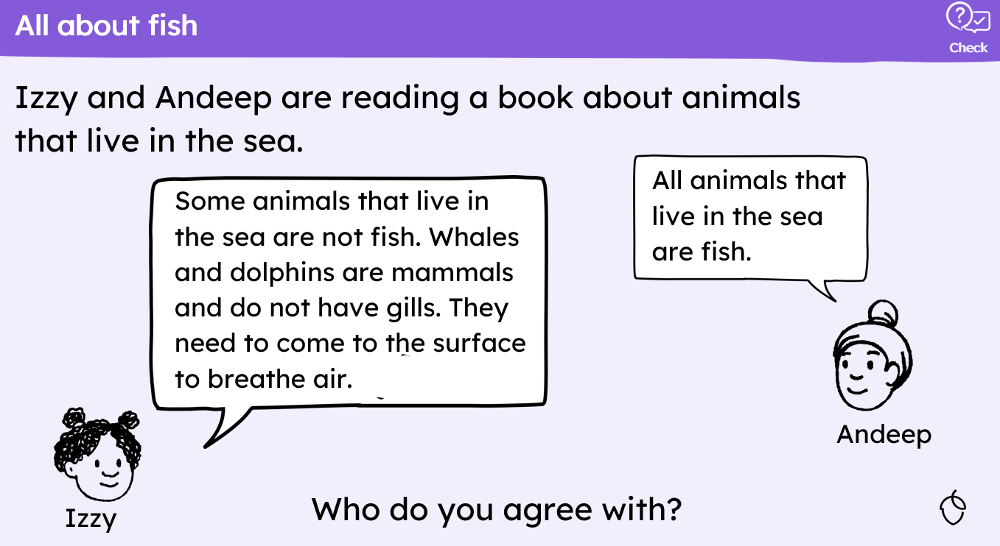 All about fish
Check
Izzy and Andeep are reading a book about animals
that live in the sea.
Some animals that live in
the sea are not fish. Whales
and dolphins are mammals
and do not have gills. They
need to come to the surface
to breathe air.
All animals that
live in the sea
are fish.
Andeep
Izzy
Who do you agree with?